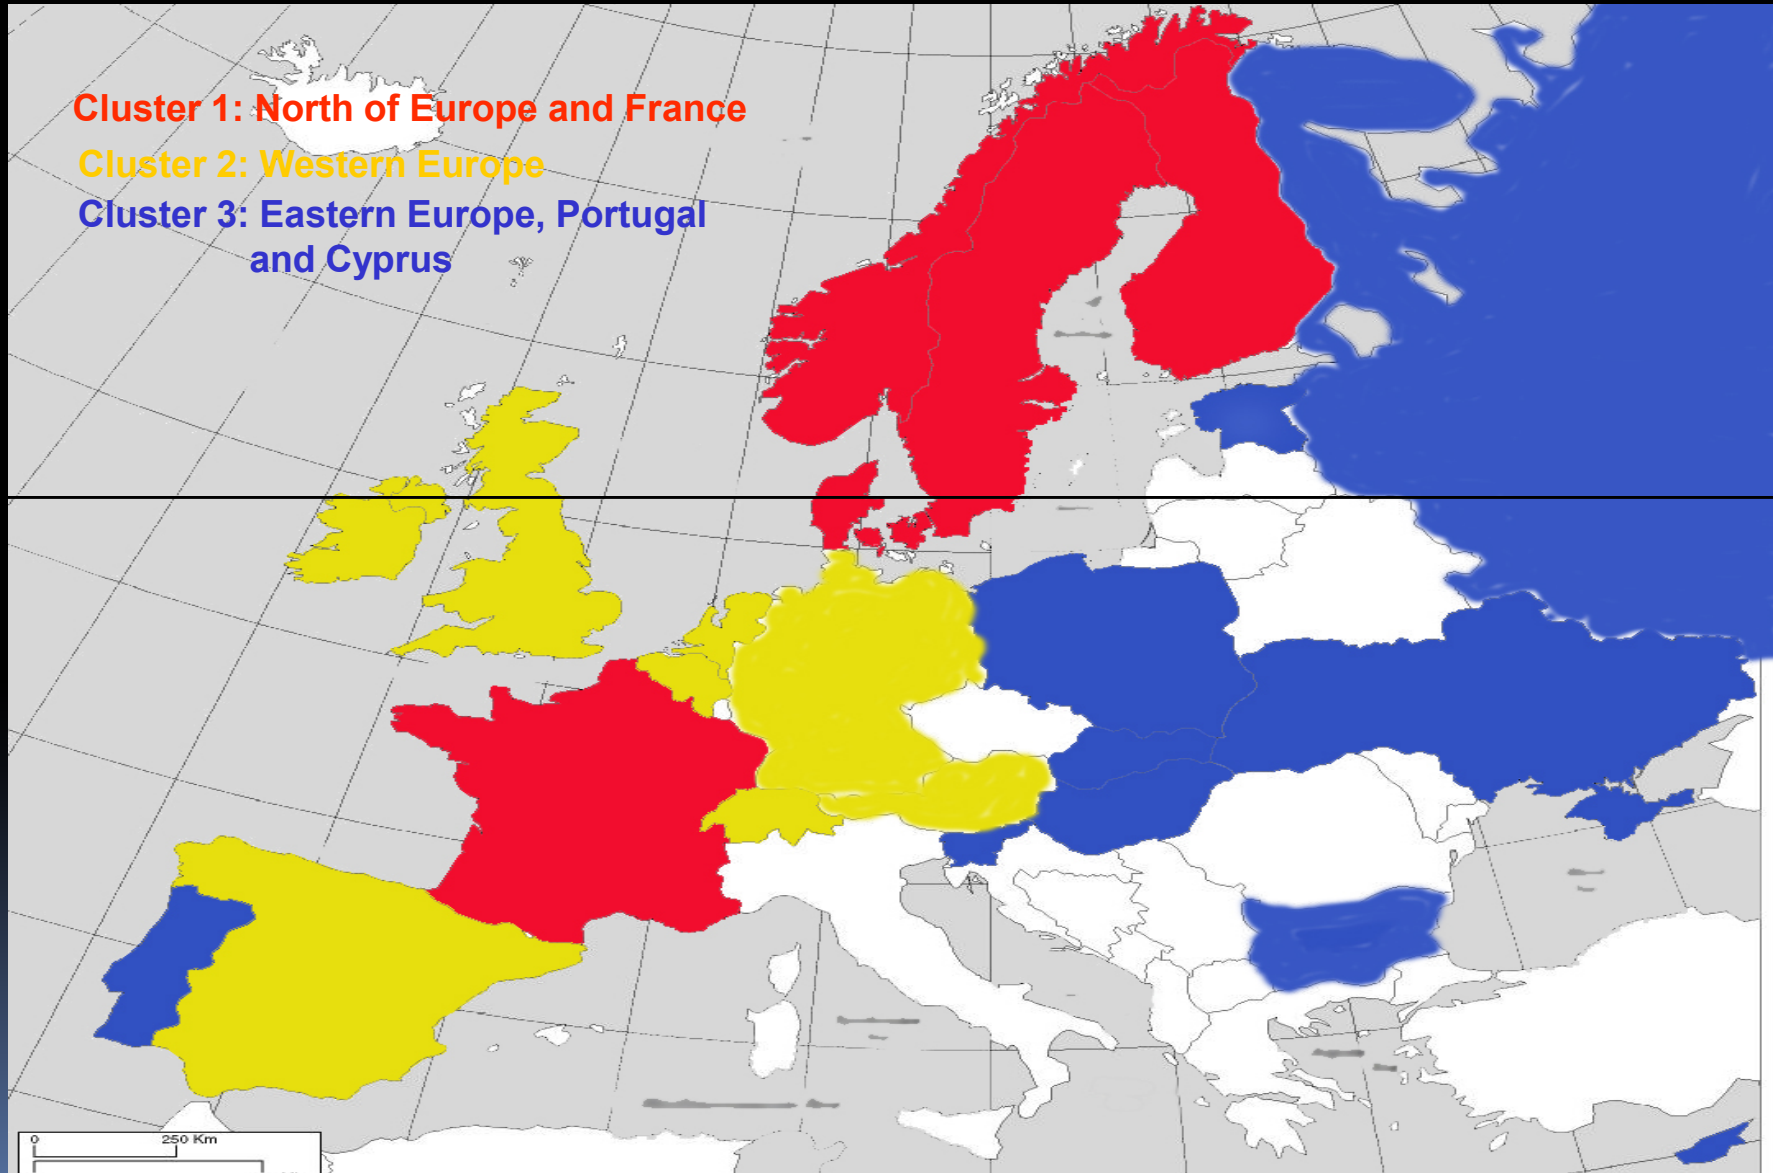 Cluster 1: North of Europe and France
Cluster 2: Western Europe
Cluster 3: Eastern Europe, Portugal
and Cyprus
0 250 Km